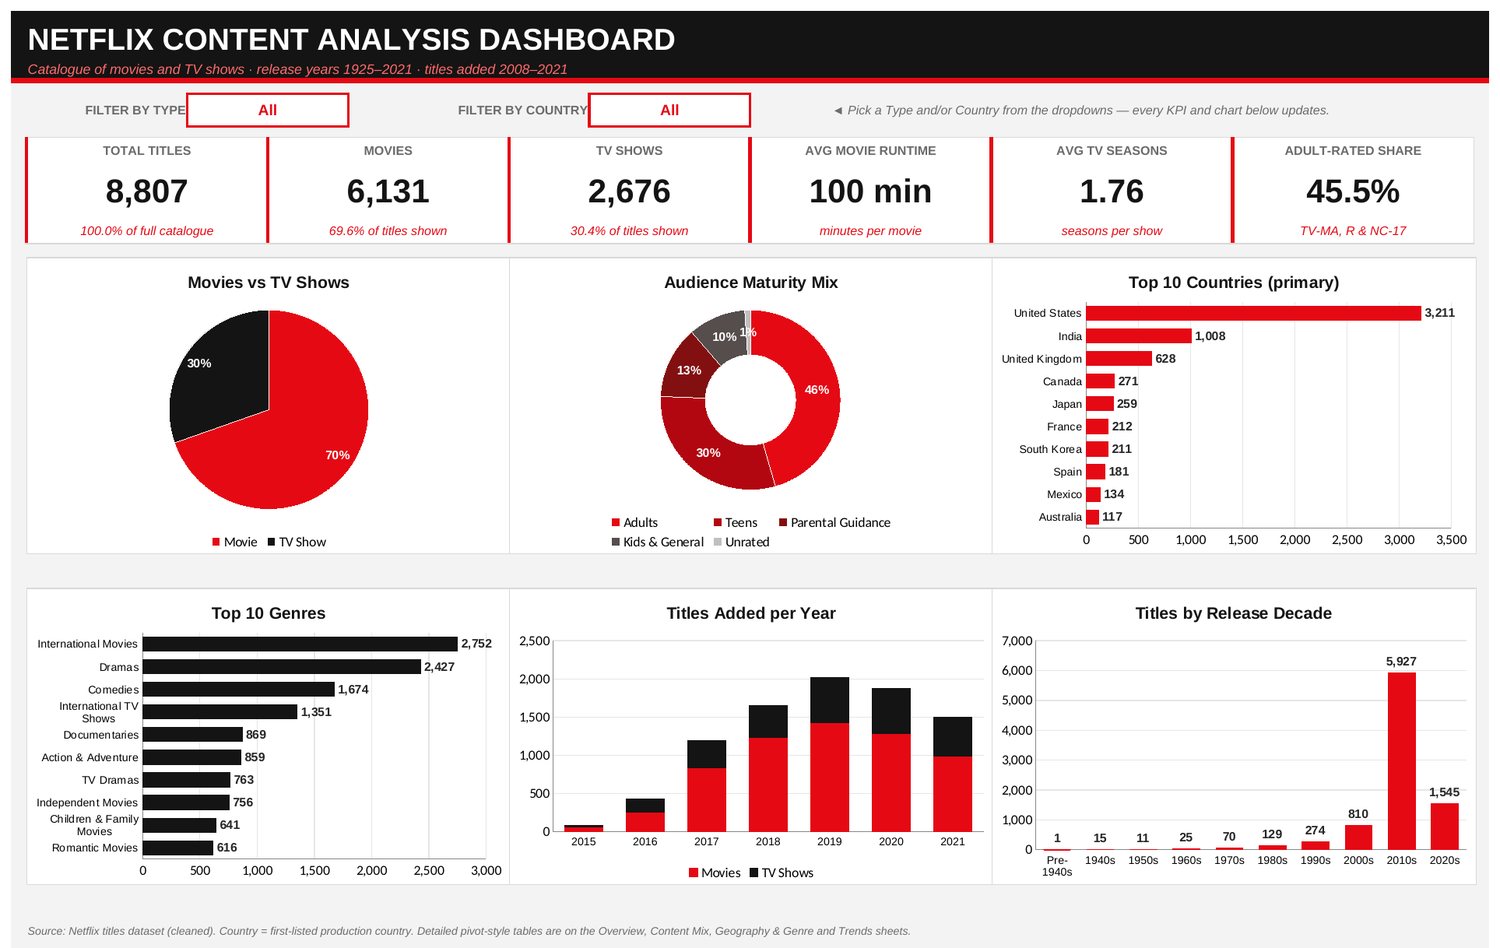 NETFLIX CONTENT ANALYSIS DASHBOARD
Catalogue of movies and TV shows · release years 1925–2021 · titles added 2008–2021
FILTER BY TYPE All FILTER BY COUNTRY All ◄ Pick a Type and/or Country from the dropdowns — every KPI and chart below updates.
TOTAL TITLES
8,807
100.0% of full catalogue
MOVIES
6,131
69.6% of titles shown
TV SHOWS
2,676
30.4% of titles shown
AVG MOVIE RUNTIME
100 min
minutes per movie
AVG TV SEASONS
1.76
seasons per show
ADULT-RATED SHARE
45.5%
TV-MA, R & NC-17
Movies vs TV Shows
30%
70%
Movie TV Show
Audience Maturity Mix
10% 1%
13%
46%
30%
Adults Teens Parental Guidance
Kids & General Unrated
Top 10 Countries (primary)
United States 3,211
India 1,008
United Kingdom 628
Canada 271
Japan 259
France 212
South Korea 211
Spain 181
Mexico 134
Australia 117
0 500 1,000 1,500 2,000 2,500 3,000 3,500
Top 10 Genres
International Movies 2,752
Dramas 2,427
Comedies 1,674
International TV
Shows 1,351
Documentaries 869
Action & Adventure 859
TV Dramas 763
Independent Movies 756
Children & Family
Movies 641
Romantic Movies 616
0 500 1,000 1,500 2,000 2,500 3,000
Titles Added per Year
2,500
2,000
1,500
1,000
500
0
2015 2016 2017 2018 2019 2020 2021
Movies TV Shows
Titles by Release Decade
7,000
6,000
5,000
4,000
3,000
2,000
1,000
0
1 15 11 25 70 129 274 810 5,927 1,545
Pre-
1940s 1940s 1950s 1960s 1970s 1980s 1990s 2000s 2010s 2020s
Source: Netflix titles dataset (cleaned). Country = first-listed production country. Detailed pivot-style tables are on the Overview, Content Mix, Geography & Genre and Trends sheets.